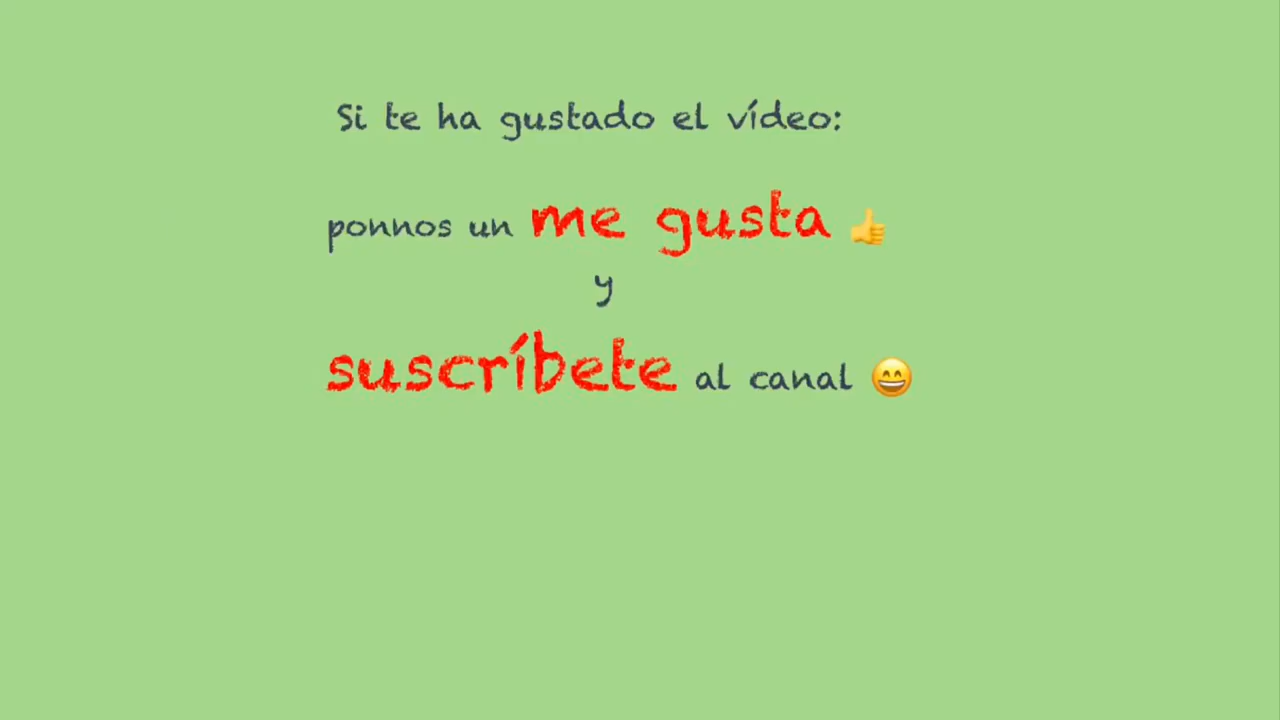 Si te ha gustado el vídeo:
ponnos un me gusta 👍
y
suscríbete al canal 😄